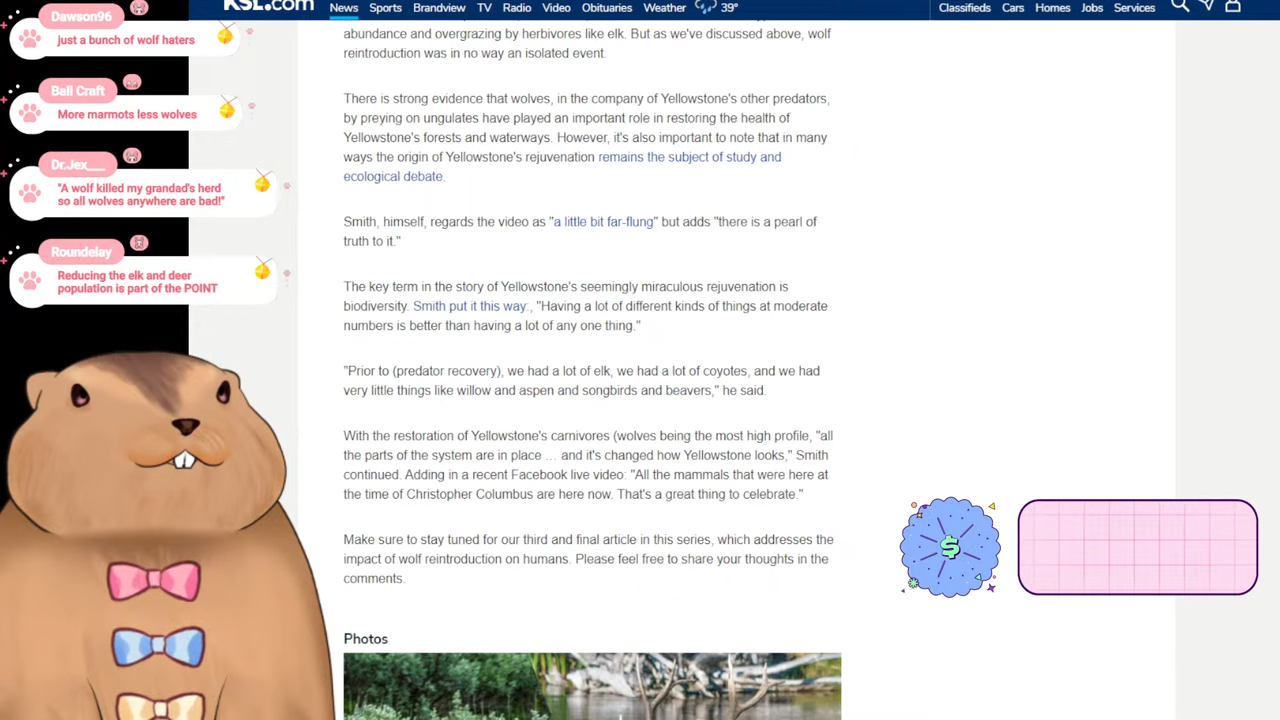 KSL.com
News
Sports
Brandview
TV
Radio
Video
Obituaries
Weather
39°
Classifieds
Cars
Homes
Jobs
Services
Dawson96
just a bunch of wolf haters
Ball Craft
More marmots less wolves
Dr.Jex___
"A wolf killed my grandad's herd
so all wolves anywhere are bad!"
Roundelay
Reducing the elk and deer
population is part of the POINT
abundance and overgrazing by herbivores like elk. But as we've discussed above, wolf
reintroduction was in no way an isolated event.
There is strong evidence that wolves, in the company of Yellowstone's other predators,
by preying on ungulates have played an important role in restoring the health of
Yellowstone's forests and waterways. However, it's also important to note that in many
ways the origin of Yellowstone's rejuvenation remains the subject of study and
ecological debate.
Smith, himself, regards the video as "a little bit far-flung" but adds "there is a pearl of
truth to it."
The key term in the story of Yellowstone's seemingly miraculous rejuvenation is
biodiversity. Smith put it this way:, "Having a lot of different kinds of things at moderate
numbers is better than having a lot of any one thing."
"Prior to (predator recovery), we had a lot of elk, we had a lot of coyotes, and we had
very little things like willow and aspen and songbirds and beavers," he said.
With the restoration of Yellowstone's carnivores (wolves being the most high profile, "all
the parts of the system are in place … and it's changed how Yellowstone looks," Smith
continued. Adding in a recent Facebook live video: "All the mammals that were here at
the time of Christopher Columbus are here now. That's a great thing to celebrate."
Make sure to stay tuned for our third and final article in this series, which addresses the
impact of wolf reintroduction on humans. Please feel free to share your thoughts in the
comments.
Photos
$